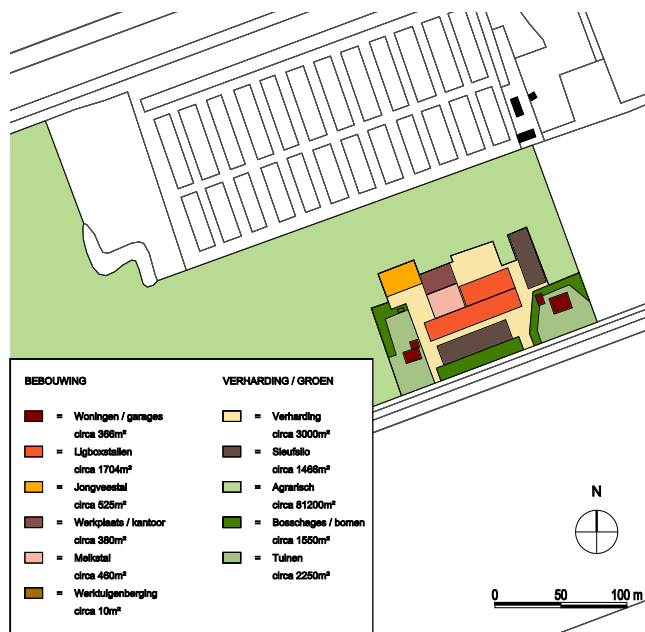 BEBOUWING
= Woningen / garages
circa 366m²
= Ligboxstallen
circa 1704m²
= Jongveestal
circa 525m²
= Werkplaats / kantoor
circa 380m²
= Melkstal
circa 460m²
= Werktuigenberging
circa 10m²
VERHARDING / GROEN
= Verharding
circa 3000m²
= Sleufsilo
circa 1466m²
= Agrarisch
circa 81200m²
= Bosschages / bomen
circa 1550m²
= Tuinen
circa 2250m²
N
0 50 100 m